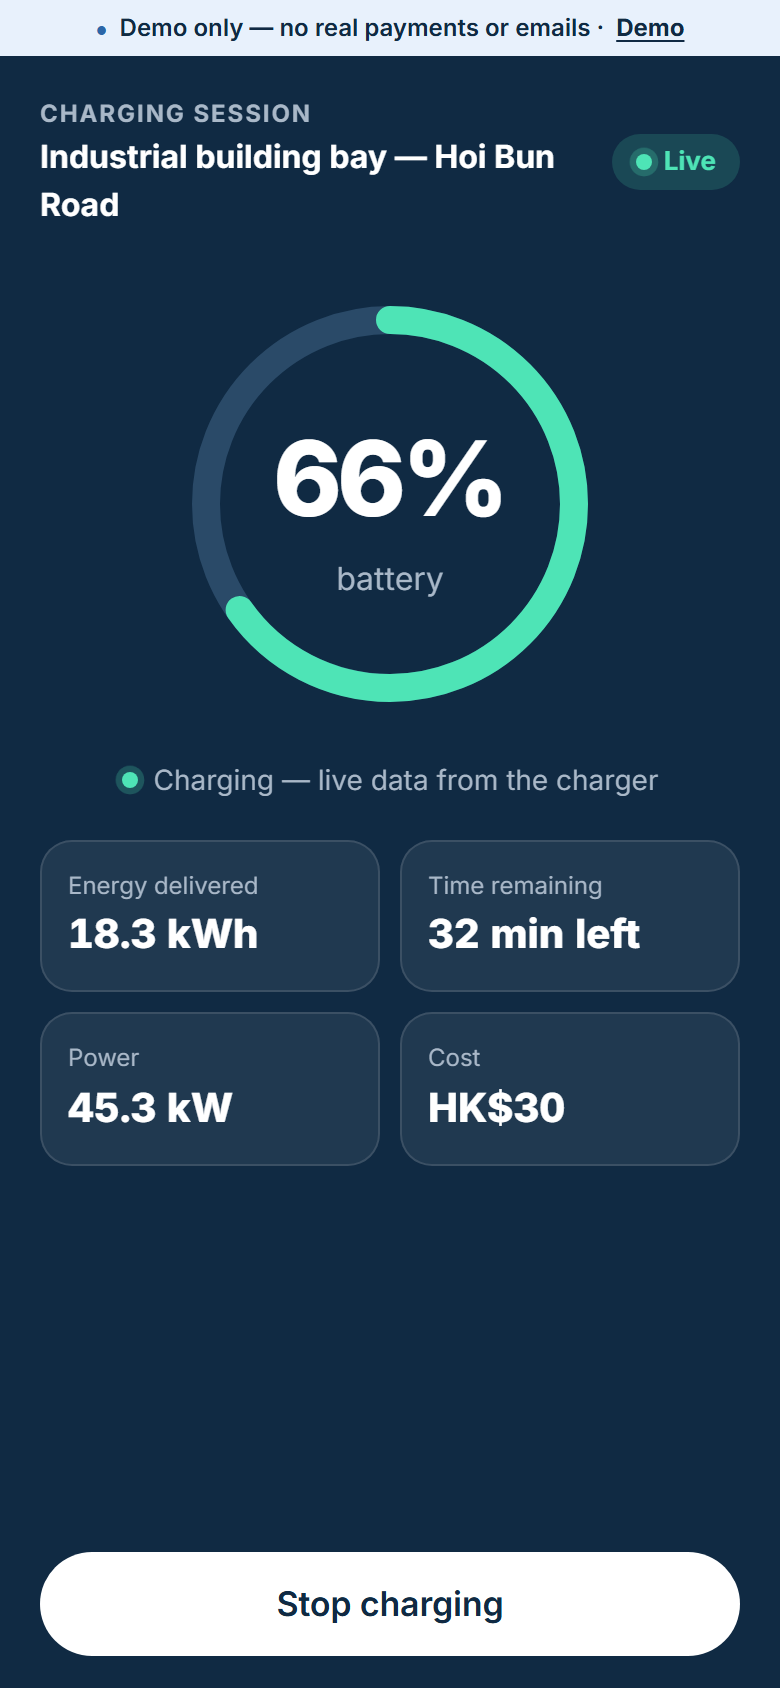 Demo only — no real payments or emails · Demo
CHARGING SESSION
Industrial building bay — Hoi Bun
Road
Live
66%
battery
Charging — live data from the charger
Energy delivered
18.3 kWh
Time remaining
32 min left
Power
45.3 kW
Cost
HK$30
Stop charging